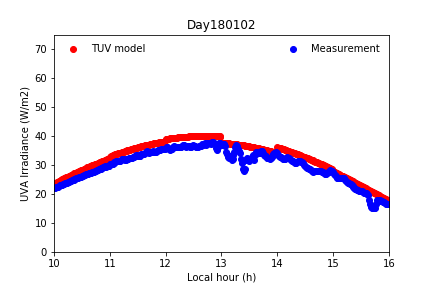 Day180102
TUV model
Measurement
70
60
50
40
30
20
10
0
UVA Irradiance (W/m2)
10 11 12 13 14 15 16
Local hour (h)